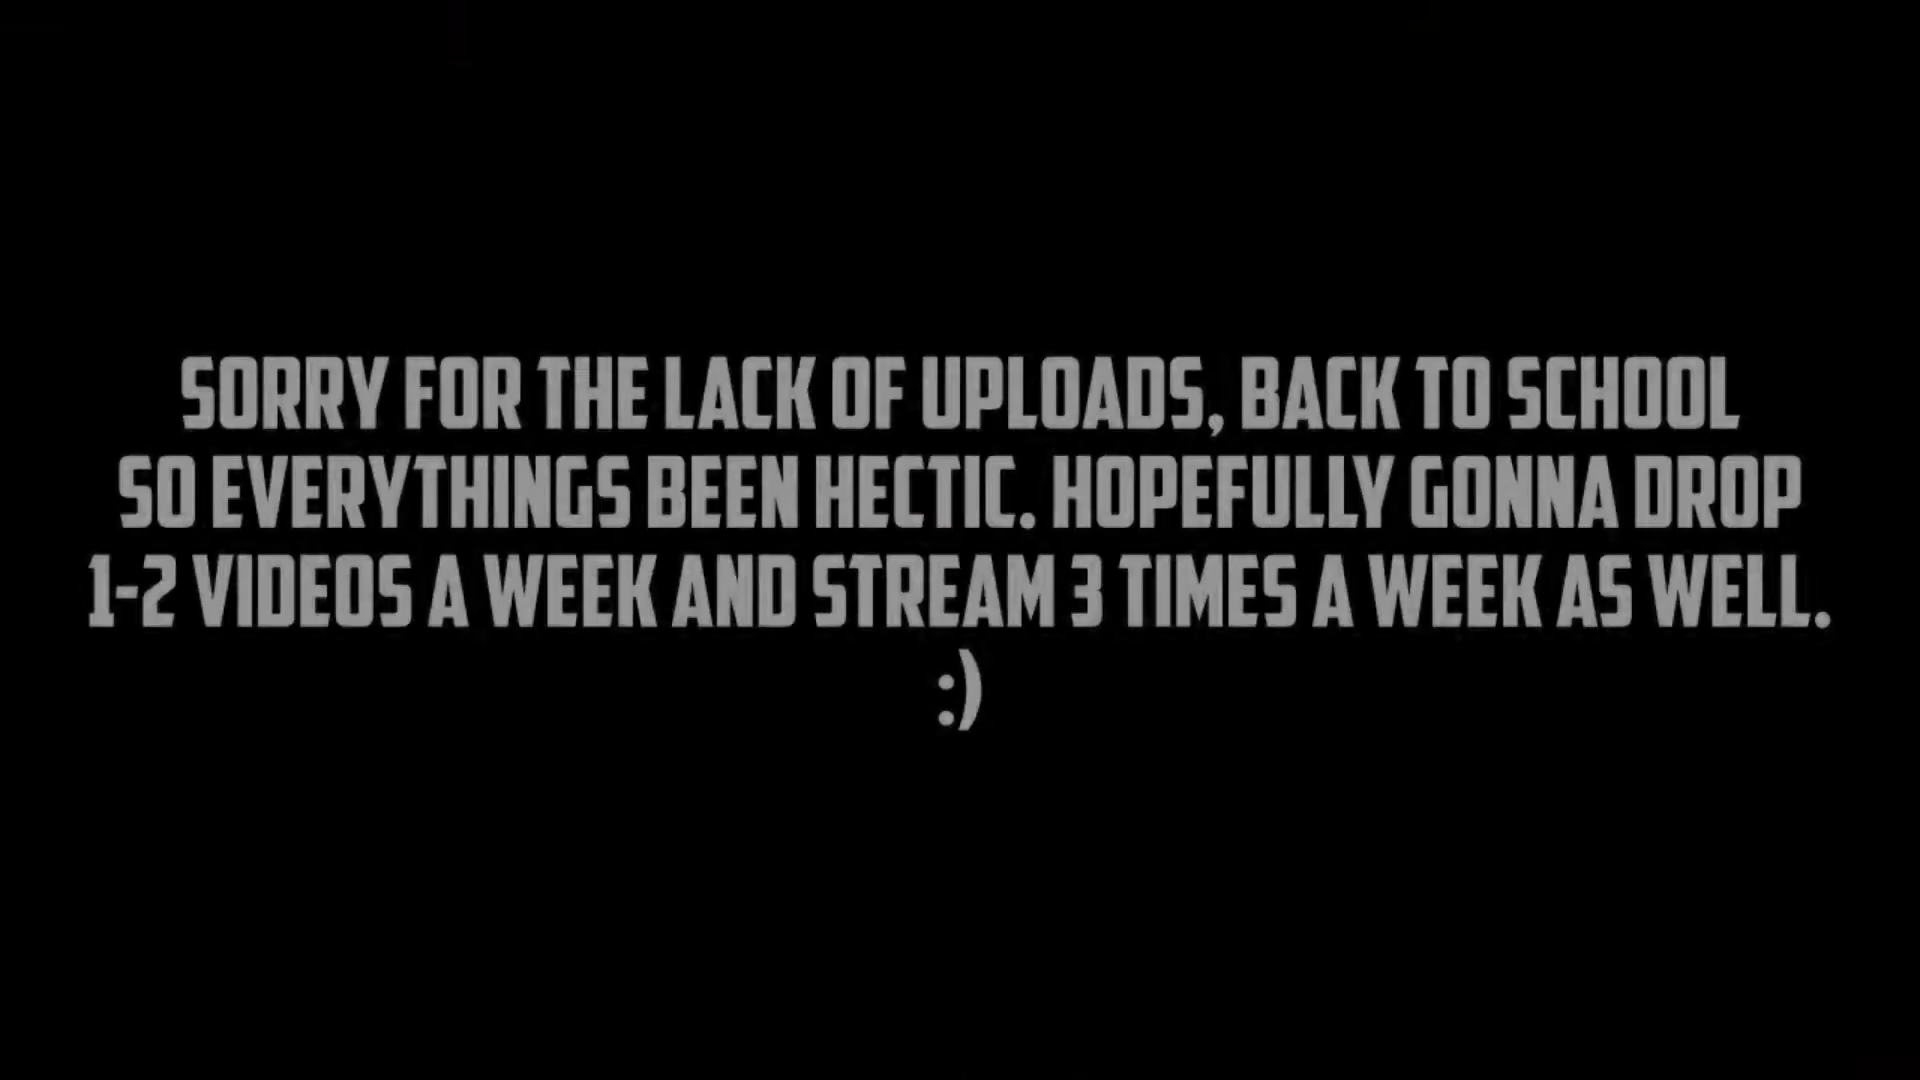 SORRY FOR THE LACK OF UPLOADS, BACK TO SCHOOL
SO EVERYTHINGS BEEN HECTIC. HOPEFULLY GONNA DROP
1-2 VIDEOS A WEEK AND STREAM 3 TIMES A WEEK AS WELL.
:)